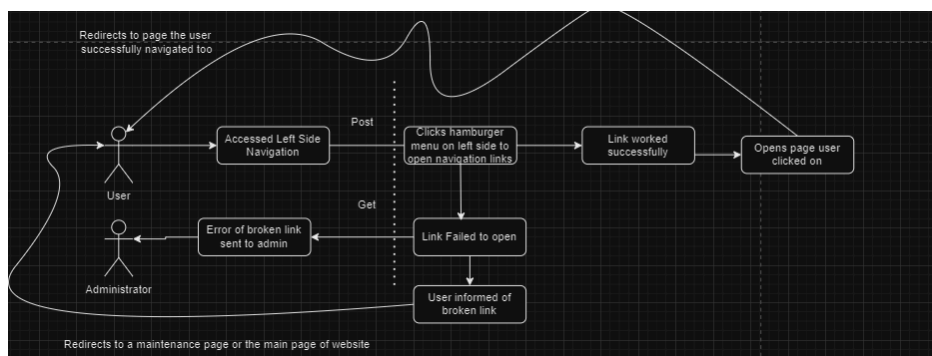 Redirects to page the user
successfully navigated too
Post
Accessed Left Side
Navigation
Clicks hamburger
menu on left side to
open navigation links
Link worked
successfully
Opens page user
clicked on
User
Get
Error of broken link
sent to admin
Link Failed to open
Administrator
User informed of
broken link
Redirects to a maintenance page or the main page of website